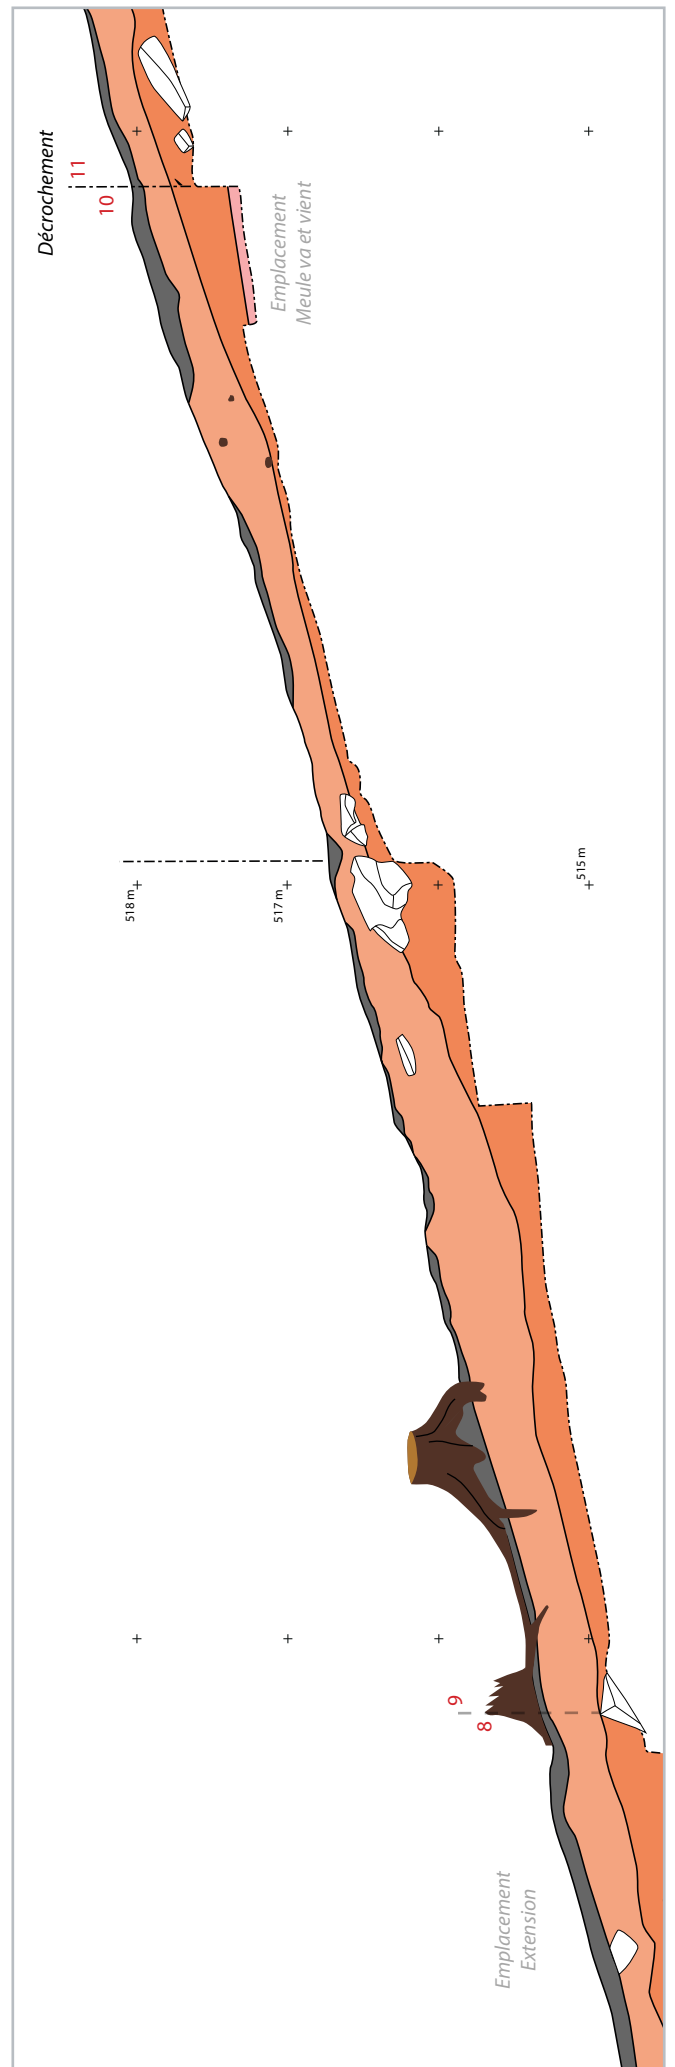 Décrochement
11
10
Emplacement
Meule va et vient
518 m
517 m
515 m
9
8
Emplacement
Extension